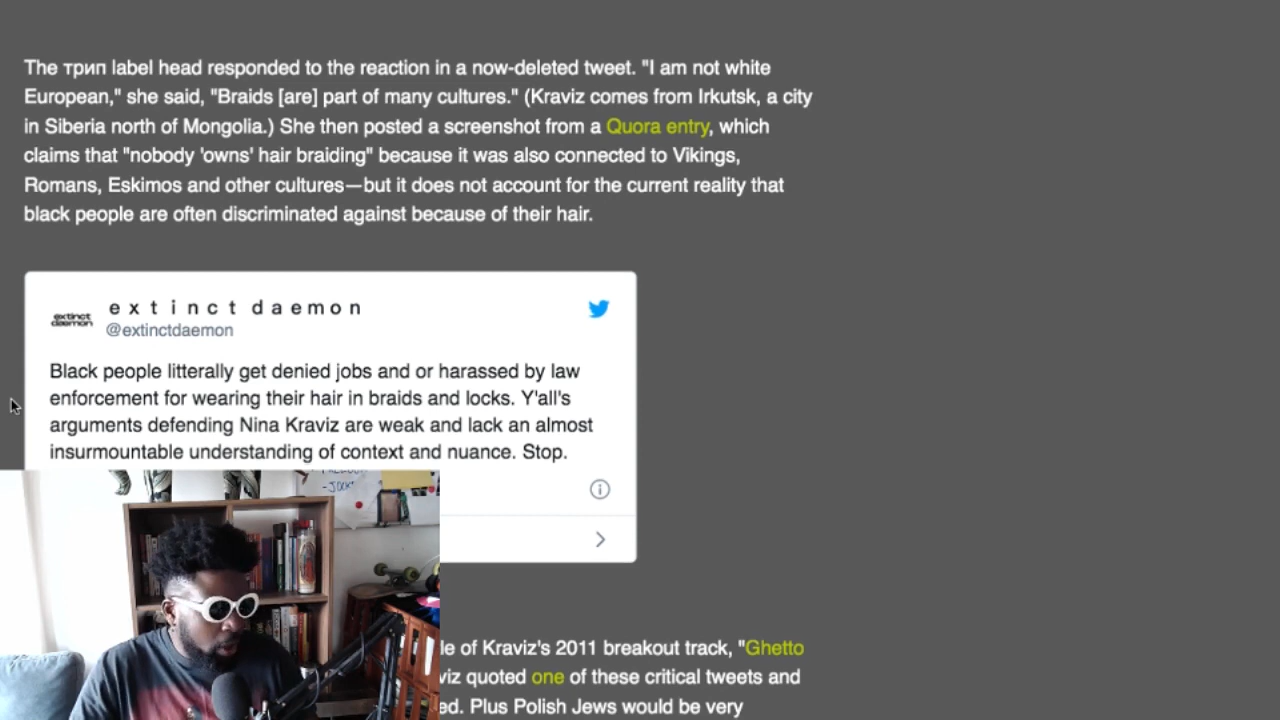 The трип label head responded to the reaction in a now-deleted tweet. "I am not white
European," she said, "Braids [are] part of many cultures." (Kraviz comes from Irkutsk, a city
in Siberia north of Mongolia.) She then posted a screenshot from a Quora entry, which
claims that "nobody 'owns' hair braiding" because it was also connected to Vikings,
Romans, Eskimos and other cultures—but it does not account for the current reality that
black people are often discriminated against because of their hair.
extinct daemon
extinct
daemon
@extinctdaemon
Black people litterally get denied jobs and or harassed by law
enforcement for wearing their hair in braids and locks. Y'all's
arguments defending Nina Kraviz are weak and lack an almost
insurmountable understanding of context and nuance. Stop.
of Kraviz's 2011 breakout track, "Ghetto
quoted one of these critical tweets and
Plus Polish Jews would be very